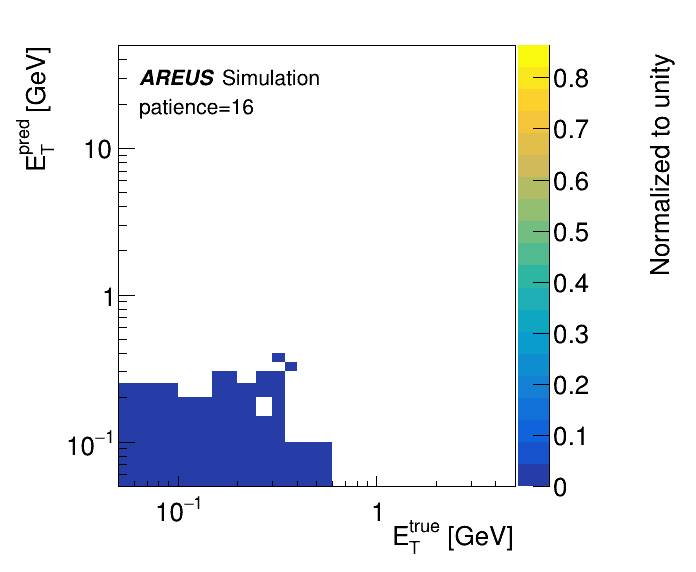 AREUS Simulation
patience=16
E_T^pred [GeV]
10
1
10^−1
10^−1
1
E_T^true [GeV]
0.8
0.7
0.6
0.5
0.4
0.3
0.2
0.1
0
Normalized to unity